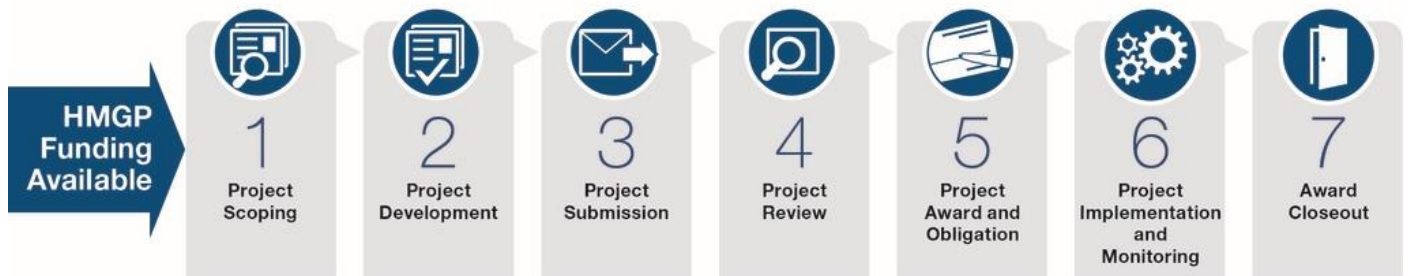 HMGP
Funding
Available
1
Project
Scoping
2
Project
Development
3
Project
Submission
4
Project
Review
5
Project
Award and
Obligation
6
Project
Implementation
and
Monitoring
7
Award
Closeout